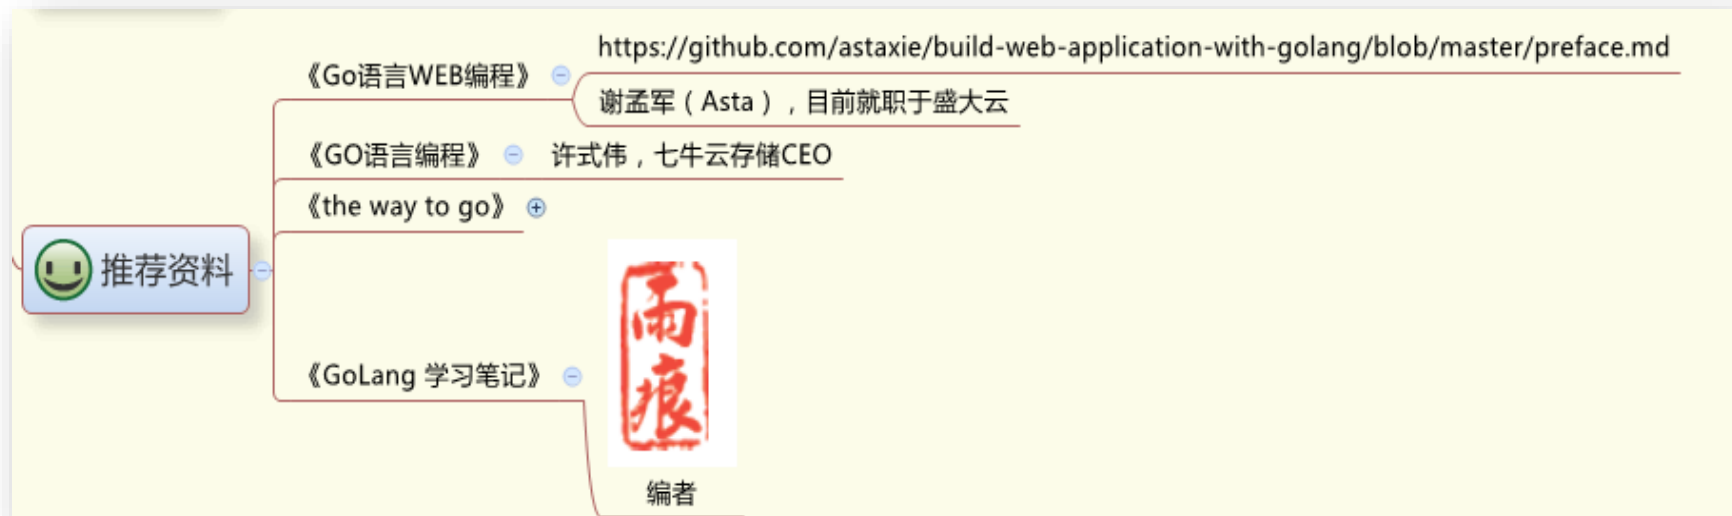 https://github.com/astaxie/build-web-application-with-golang/blob/master/preface.md
《Go语言WEB编程》
谢孟军（Asta），目前就职于盛大云
《GO语言编程》 许式伟，七牛云存储CEO
《the way to go》
推荐资料
《GoLang 学习笔记》
雨痕
编者